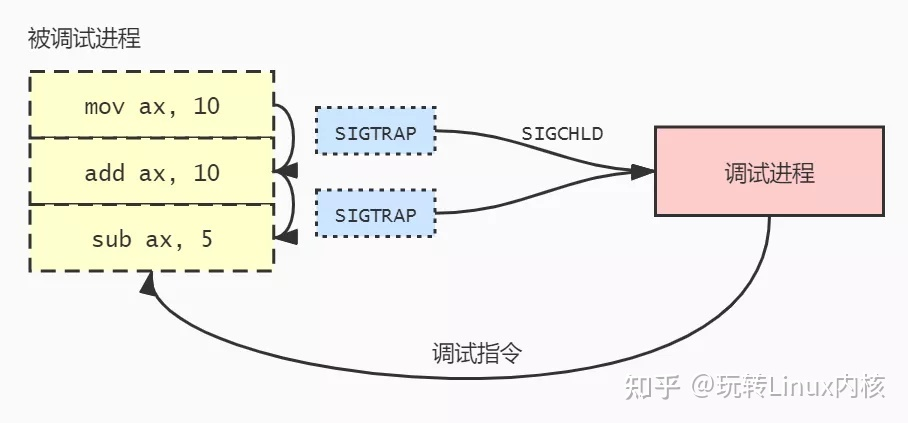 被调试进程
mov ax, 10
SIGTRAP
SIGCHLD
add ax, 10
调试进程
SIGTRAP
sub ax, 5
调试指令
知乎 @玩转Linux内核